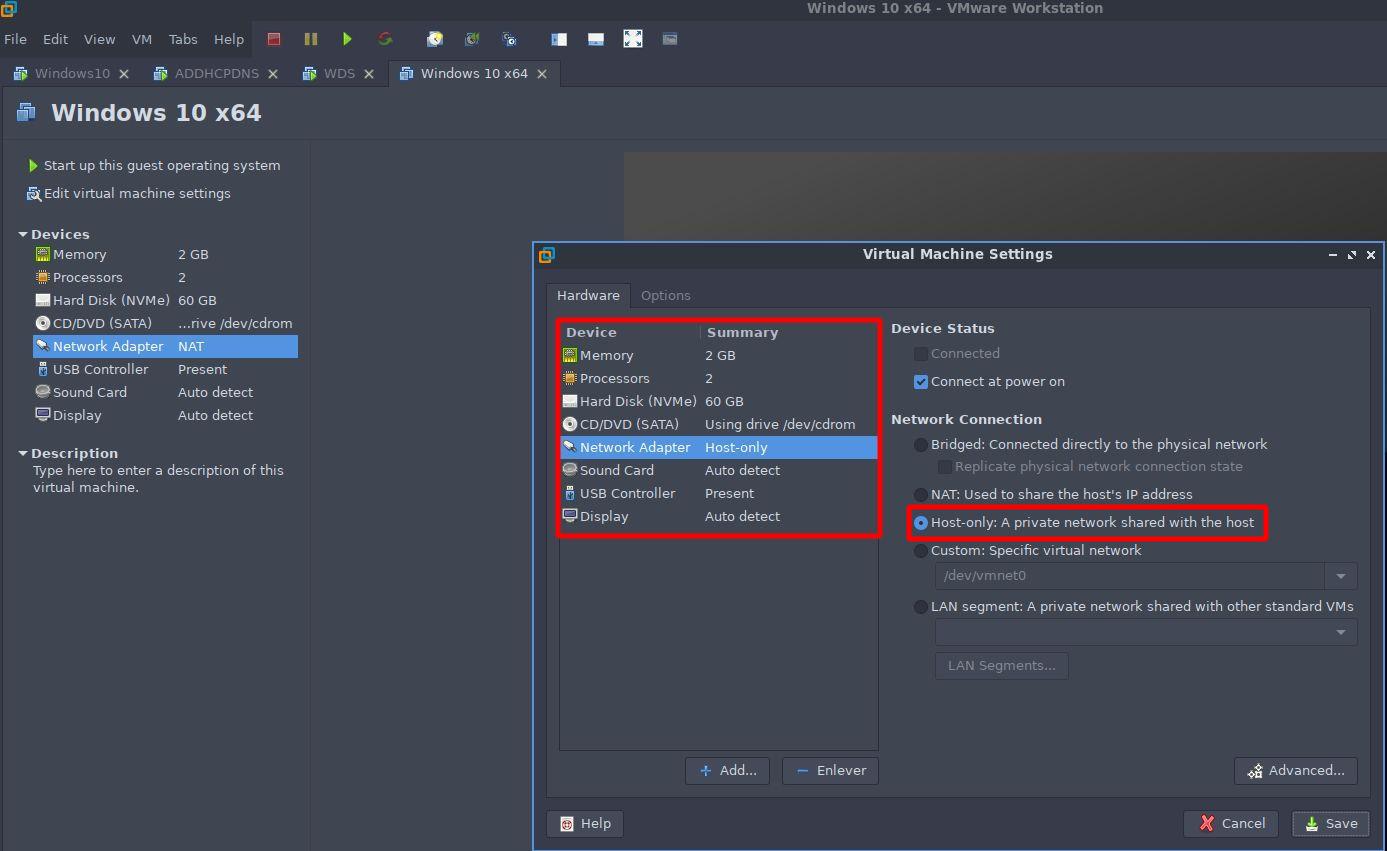 Windows 10 x64 - VMware Workstation
File Edit View VM Tabs Help
Windows10 ADDHCPDNS WDS Windows 10 x64
Windows 10 x64
Start up this guest operating system
Edit virtual machine settings
Devices
Memory 2 GB
Processors 2
Hard Disk (NVMe) 60 GB
CD/DVD (SATA) ...rive /dev/cdrom
Network Adapter NAT
USB Controller Present
Sound Card Auto detect
Display Auto detect
Description
Type here to enter a description of this
virtual machine.
Virtual Machine Settings
Hardware Options
Device Summary
Memory 2 GB
Processors 2
Hard Disk (NVMe) 60 GB
CD/DVD (SATA) Using drive /dev/cdrom
Network Adapter Host-only
Sound Card Auto detect
USB Controller Present
Display Auto detect
Add... Enlever
Device Status
Connected
Connect at power on
Network Connection
Bridged: Connected directly to the physical network
Replicate physical network connection state
NAT: Used to share the host's IP address
Host-only: A private network shared with the host
Custom: Specific virtual network
/dev/vmnet0
LAN segment: A private network shared with other standard VMs
LAN Segments...
Advanced...
Help Cancel Save